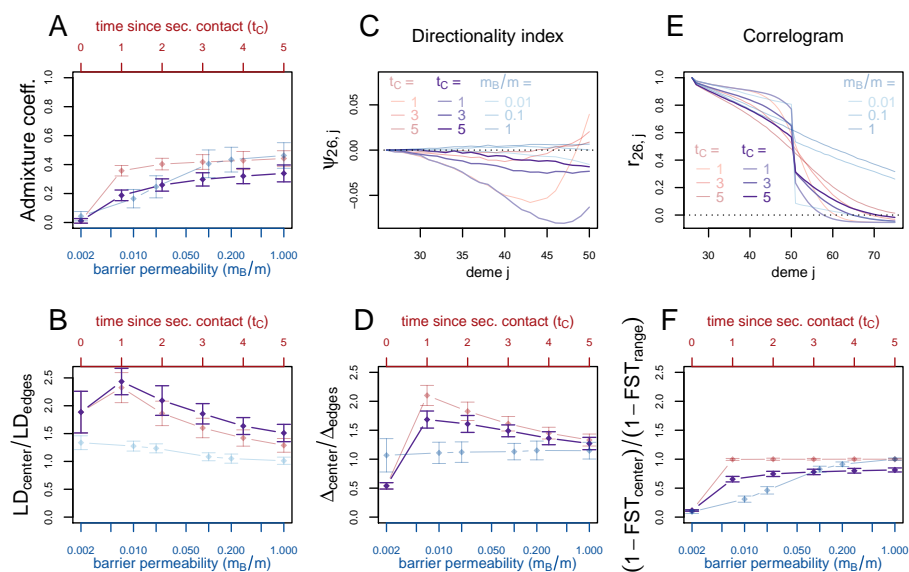 A
time since sec. contact (tC)
0 1 2 3 4 5
Admixture coeff.
0.0 0.2 0.4 0.6 0.8 1.0
0.002 0.010 0.050 0.200 1.000
barrier permeability (mB/m)
C
Directionality index
tC = tC = mB/m =
1 1 0.01
3 3 0.1
5 5 1
ψ26, j
−0.05 0.00 0.05
30 35 40 45 50
deme j
E
Correlogram
mB/m =
0.01
0.1
1
tC = tC =
1 1
3 3
5 5
r26, j
0.0 0.2 0.4 0.6 0.8 1.0
30 40 50 60 70
deme j
B
time since sec. contact (tC)
0 1 2 3 4 5
LDcenter/LDedges
0.0 0.5 1.0 1.5 2.0 2.5
0.002 0.010 0.050 0.200 1.000
barrier permeability (mB/m)
D
time since sec. contact (tC)
0 1 2 3 4 5
Δcenter/Δedges
0.0 0.5 1.0 1.5 2.0 2.5
0.002 0.010 0.050 0.200 1.000
barrier permeability (mB/m)
F
time since sec. contact (tC)
0 1 2 3 4 5
(1 − FSTcenter)/(1 − FSTrange)
0.0 0.5 1.0 1.5 2.0 2.5
0.002 0.010 0.050 0.200 1.000
barrier permeability (mB/m)